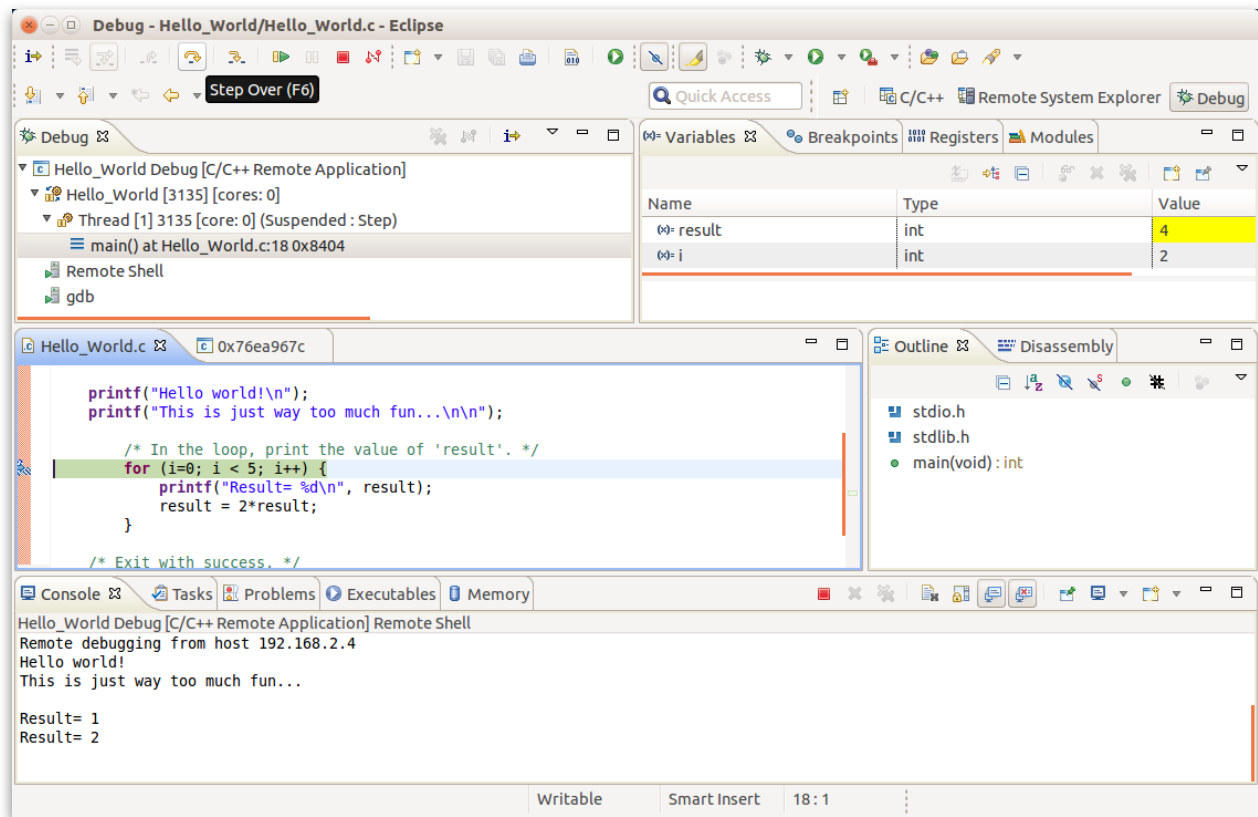 Debug - Hello_World/Hello_World.c - Eclipse
Step Over (F6)
Quick Access
C/C++
Remote System Explorer
Debug
Debug
Hello_World Debug [C/C++ Remote Application]
Hello_World [3135] [cores: 0]
Thread [1] 3135 [core: 0] (Suspended : Step)
main() at Hello_World.c:18 0x8404
Remote Shell
gdb
(x)= Variables
Breakpoints
Registers
Modules
Name Type Value
(x)= result int 4
(x)= i int 2
Hello_World.c
0x76ea967c
printf("Hello world!\n");
printf("This is just way too much fun...\n\n");
/* In the loop, print the value of 'result'. */
for (i=0; i < 5; i++) {
printf("Result= %d\n", result);
result = 2*result;
}
/* Exit with success. */
Outline
Disassembly
stdio.h
stdlib.h
main(void) : int
Console
Tasks
Problems
Executables
Memory
Hello_World Debug [C/C++ Remote Application] Remote Shell
Remote debugging from host 192.168.2.4
Hello world!
This is just way too much fun...
Result= 1
Result= 2
Writable
Smart Insert
18 : 1